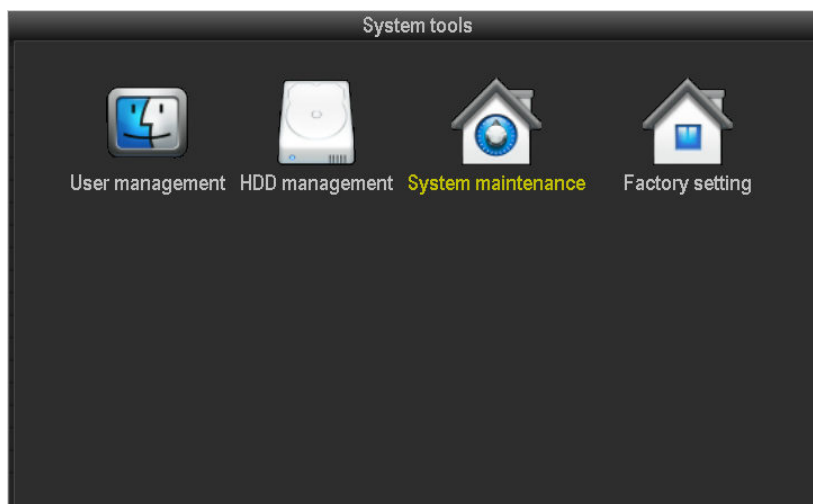 System tools
User management HDD management System maintenance Factory setting